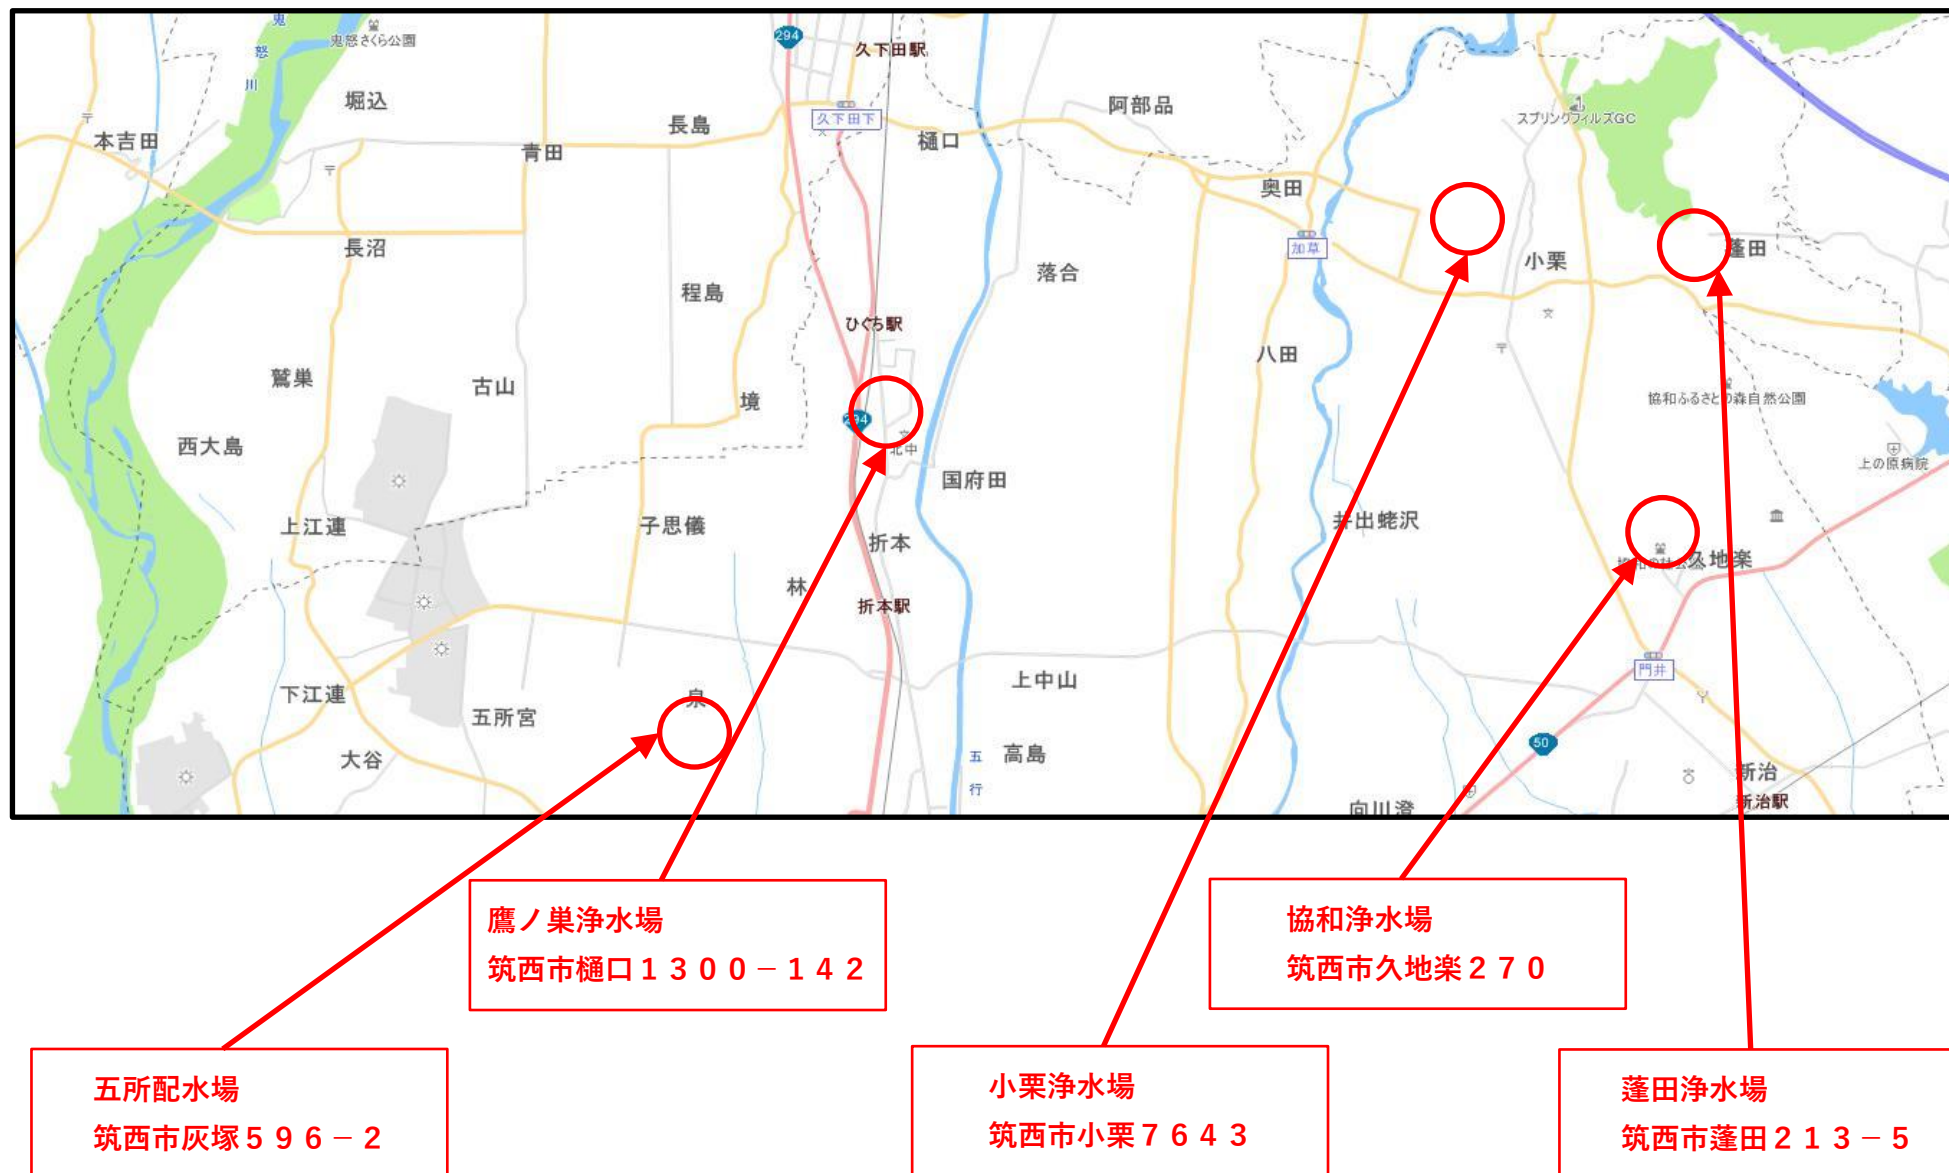 鬼怒さくら公園
鬼
怒
川
294
久下田駅
堀込
本吉田
久下田下
長島
青田
樋口
阿部品
スプリングフィルズGC
奥田
加草
長沼
小栗
蓬田
程島
落合
ひぐち駅
八田
鷲巣
古山
境
294
協和ふるさとの森自然公園
西大島
北中
上の原病院
国府田
上江連
子思儀
折本
井出蛯沢
久地楽
林
折本駅
門井
上中山
下江連
泉
五所宮
大谷
五
行
高島
50
新治
新治駅
向川澄
鷹ノ巣浄水場
筑西市樋口1300-142
協和浄水場
筑西市久地楽270
五所配水場
筑西市灰塚596-2
小栗浄水場
筑西市小栗7643
蓬田浄水場
筑西市蓬田213-5